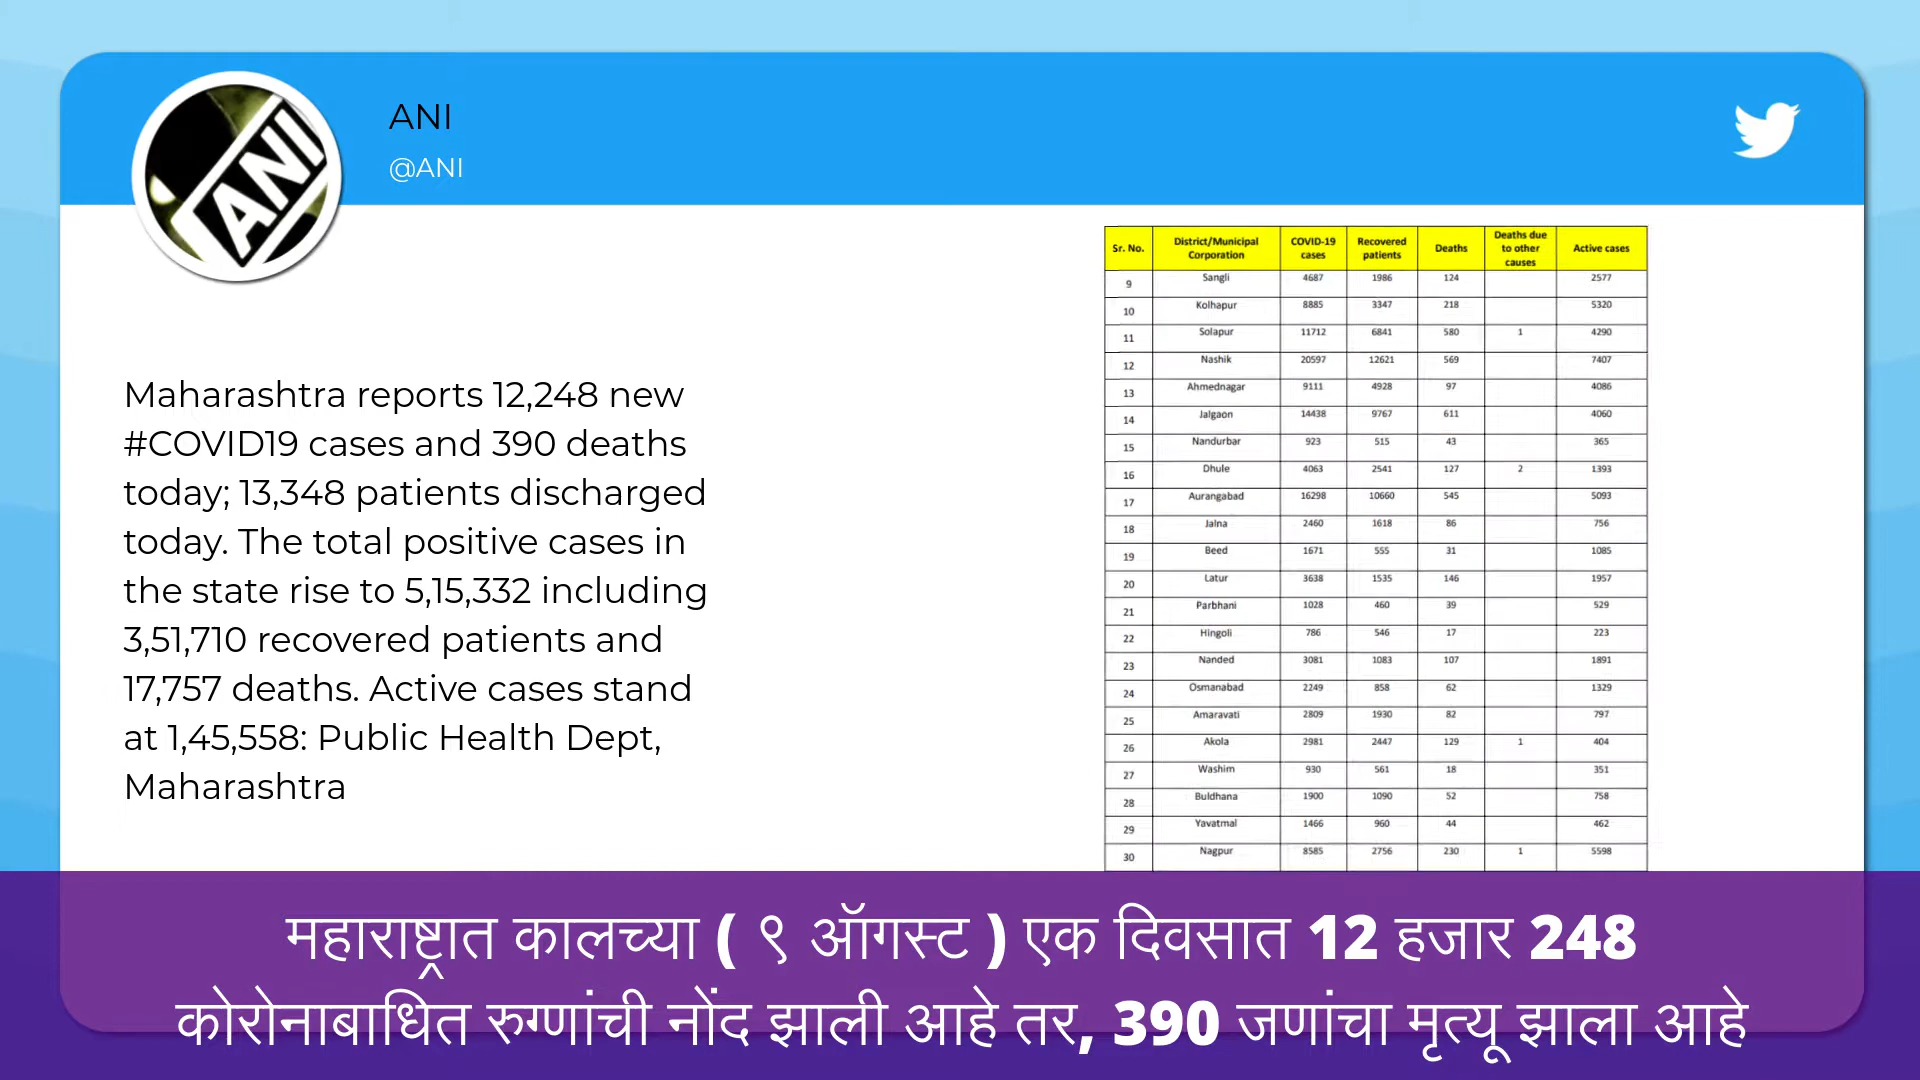 ANI
ANI
@ANI
Maharashtra reports 12,248 new
#COVID19 cases and 390 deaths
today; 13,348 patients discharged
today. The total positive cases in
the state rise to 5,15,332 including
3,51,710 recovered patients and
17,757 deaths. Active cases stand
at 1,45,558: Public Health Dept,
Maharashtra
Sr. No. District/Municipal Corporation COVID-19 cases Recovered patients Deaths Deaths due to other causes Active cases
9 Sangli 4687 1986 124 2577
10 Kolhapur 8885 3347 218 5320
11 Solapur 11712 6841 580 1 4290
12 Nashik 20597 12621 569 7407
13 Ahmednagar 9111 4928 97 4086
14 Jalgaon 14438 9767 611 4060
15 Nandurbar 923 515 43 365
16 Dhule 4063 2541 127 2 1393
17 Aurangabad 16298 10660 545 5093
18 Jalna 2460 1618 86 756
19 Beed 1671 555 31 1085
20 Latur 3638 1535 146 1957
21 Parbhani 1028 460 39 529
22 Hingoli 786 546 17 223
23 Nanded 3081 1083 107 1891
24 Osmanabad 2249 858 62 1329
25 Amaravati 2809 1930 82 797
26 Akola 2981 2447 129 1 404
27 Washim 930 561 18 351
28 Buldhana 1900 1090 52 758
29 Yavatmal 1466 960 44 462
30 Nagpur 8585 2756 230 1 5598
महाराष्ट्रात कालच्या ( ९ ऑगस्ट ) एक दिवसात 12 हजार 248
कोरोनाबाधित रुग्णांची नोंद झाली आहे तर, 390 जणांचा मृत्यू झाला आहे